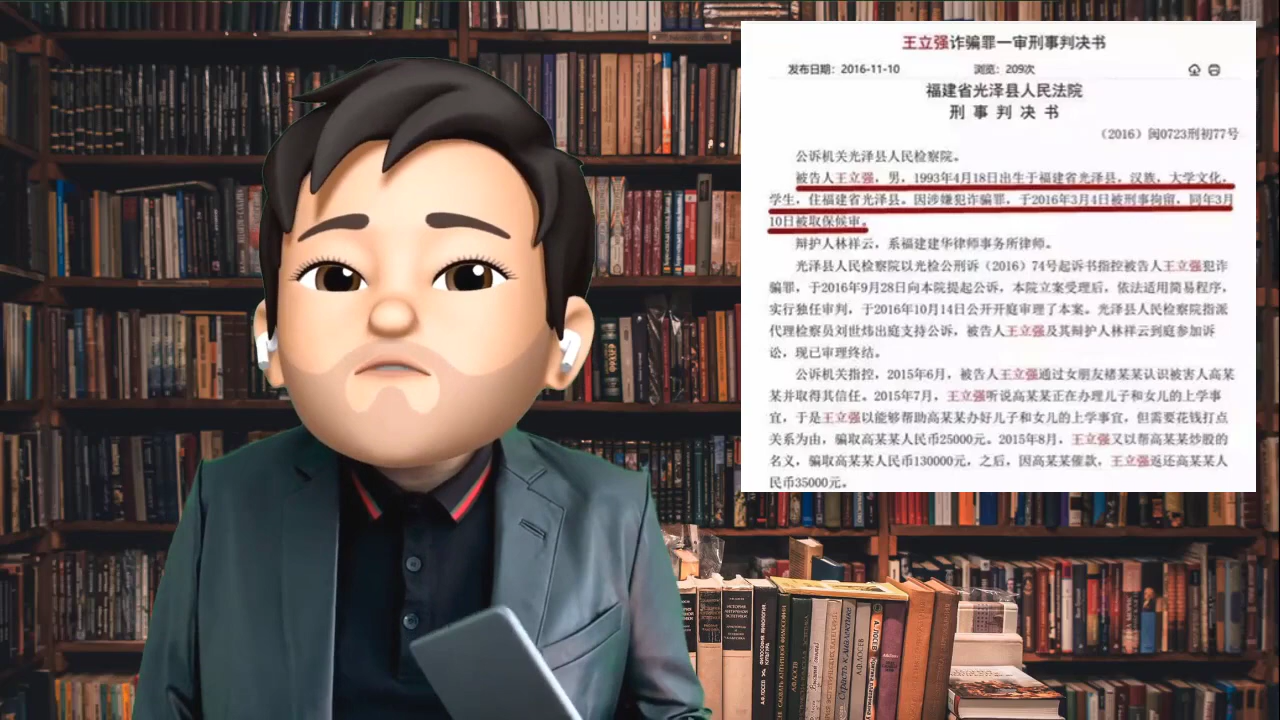 王立强诈骗罪一审刑事判决书
发布日期：2016-11-10 浏览：209次
福建省光泽县人民法院
刑 事 判 决 书
（2016）闽0723刑初77号
公诉机关光泽县人民检察院。
被告人王立强，男，1993年4月18日出生于福建省光泽县，汉族，大学文化，
学生，住福建省光泽县。因涉嫌犯诈骗罪，于2016年3月4日被刑事拘留，同年3月
10日被取保候审。
辩护人林祥云，系福建建华律师事务所律师。
光泽县人民检察院以光检公刑诉（2016）74号起诉书指控被告人王立强犯诈
骗罪，于2016年9月28日向本院提起公诉，本院立案受理后，依法适用简易程序，
实行独任审判，于2016年10月14日公开开庭审理了本案。光泽县人民检察院指派
代理检察员刘世炜出庭支持公诉，被告人王立强及其辩护人林祥云到庭参加诉
讼，现已审理终结。
公诉机关指控，2015年6月，被告人王立强通过女朋友褚某某认识被害人高某
某并取得其信任。2015年7月，王立强听说高某某正在办理儿子和女儿的上学事
宜，于是王立强以能够帮助高某某办好儿子和女儿的上学事宜，但需要花钱打点
关系为由，骗取高某某人民币25000元。2015年8月，王立强又以帮高某某炒股的
名义，骗取高某某人民币130000元，之后，因高某某催款，王立强返还高某某人
民币35000元。